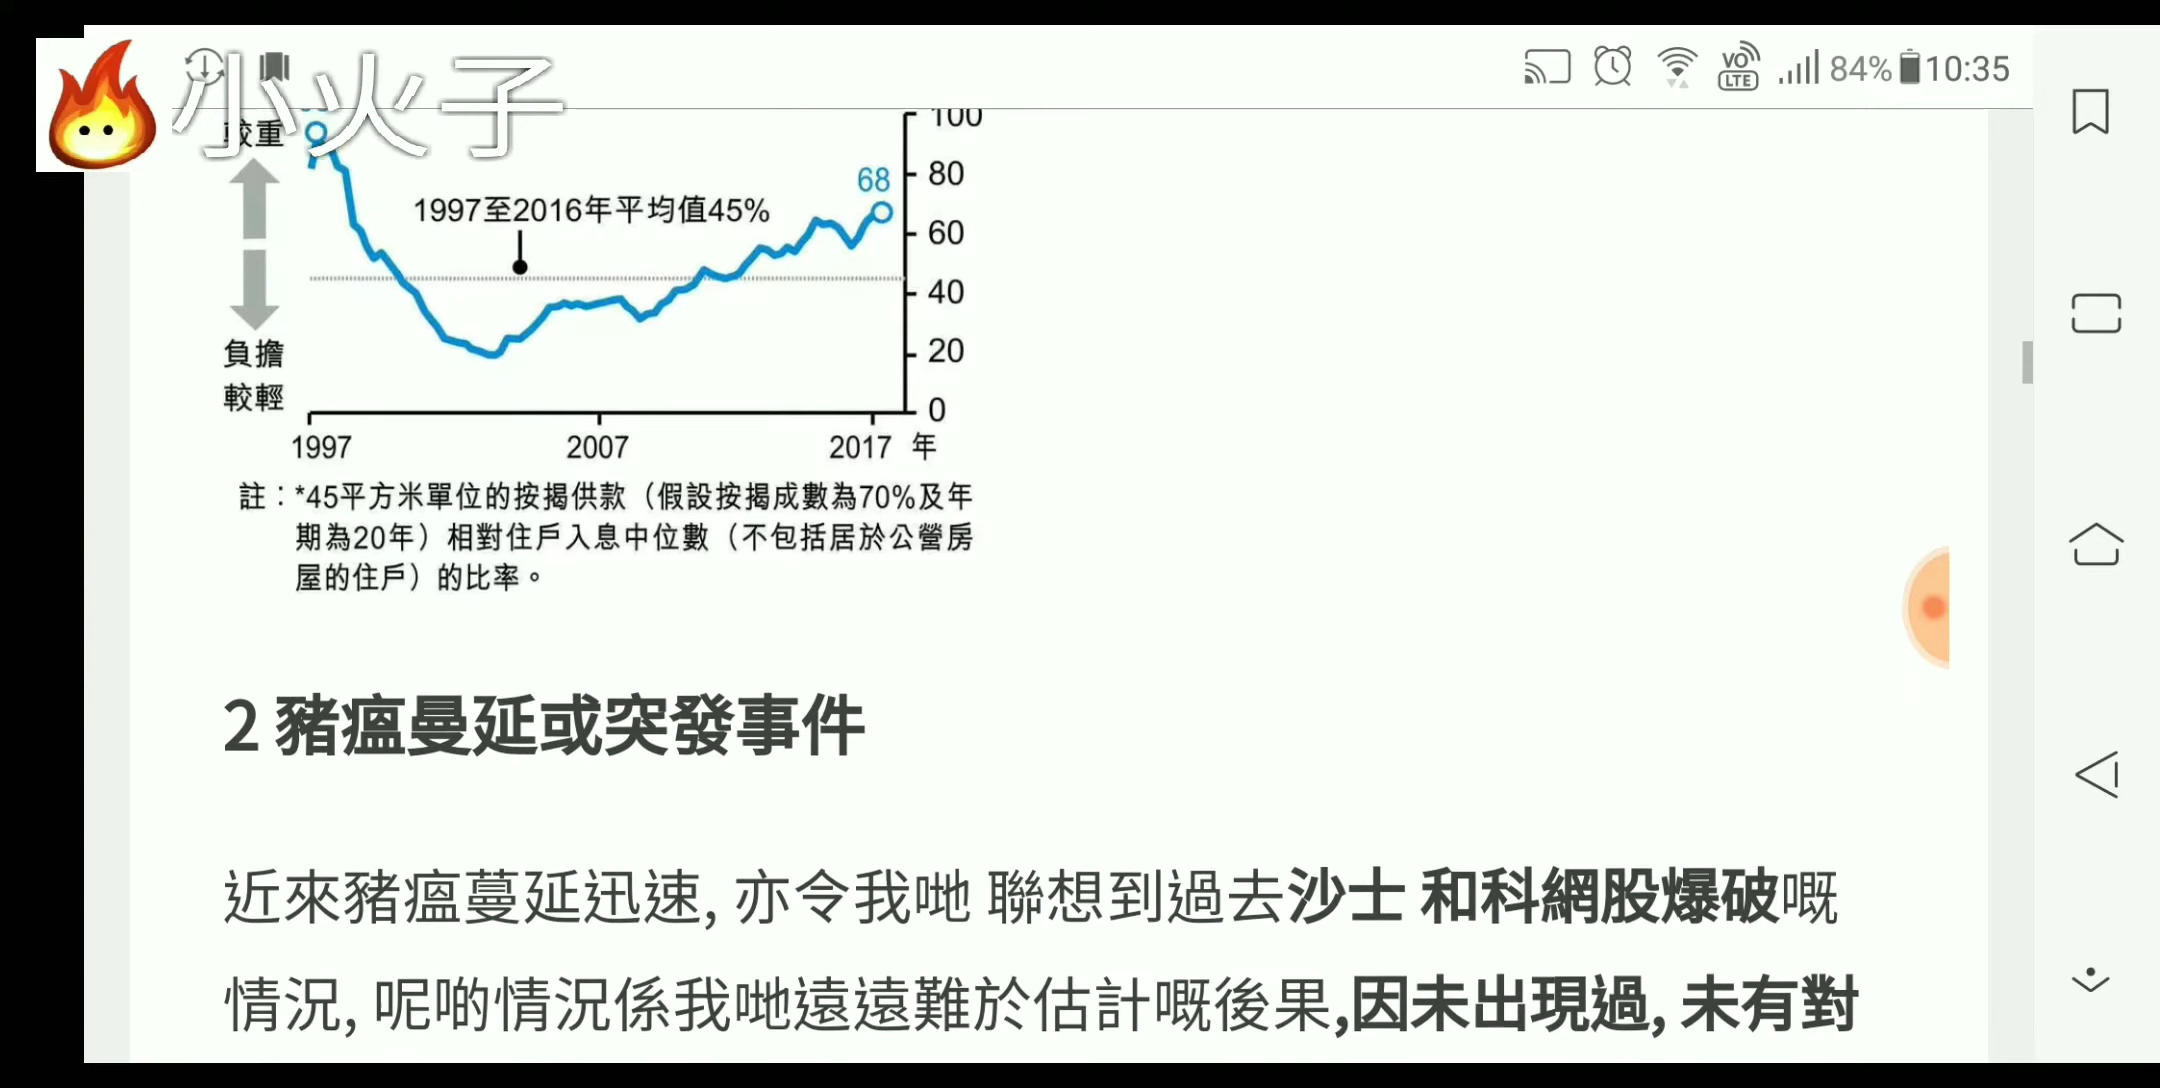 小火子
VO LTE 84% 10:35
較重
100
68
80
1997至2016年平均值45%
60
40
負擔
較輕
20
0
1997 2007 2017 年
註：*45平方米單位的按揭供款（假設按揭成數為70%及年
期為20年）相對住戶入息中位數（不包括居於公營房
屋的住戶）的比率。
2 豬瘟曼延或突發事件
近來豬瘟蔓延迅速, 亦令我哋 聯想到過去沙士 和科網股爆破嘅
情況, 呢啲情況係我哋遠遠難於估計嘅後果,因未出現過, 未有對